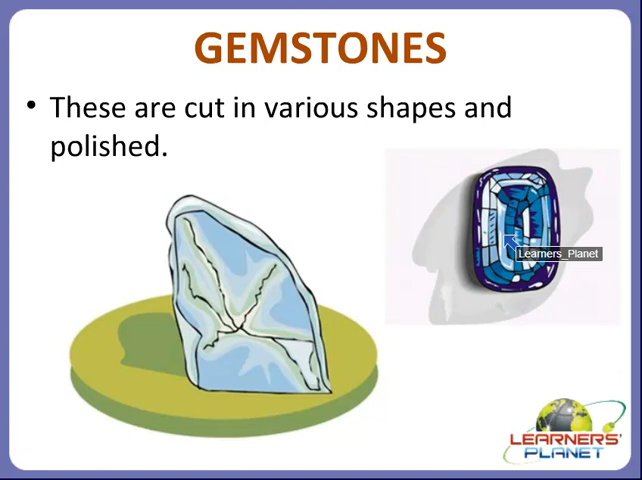 GEMSTONES
• These are cut in various shapes and
polished.
Learners_Planet
LEARNERS'
PLANET